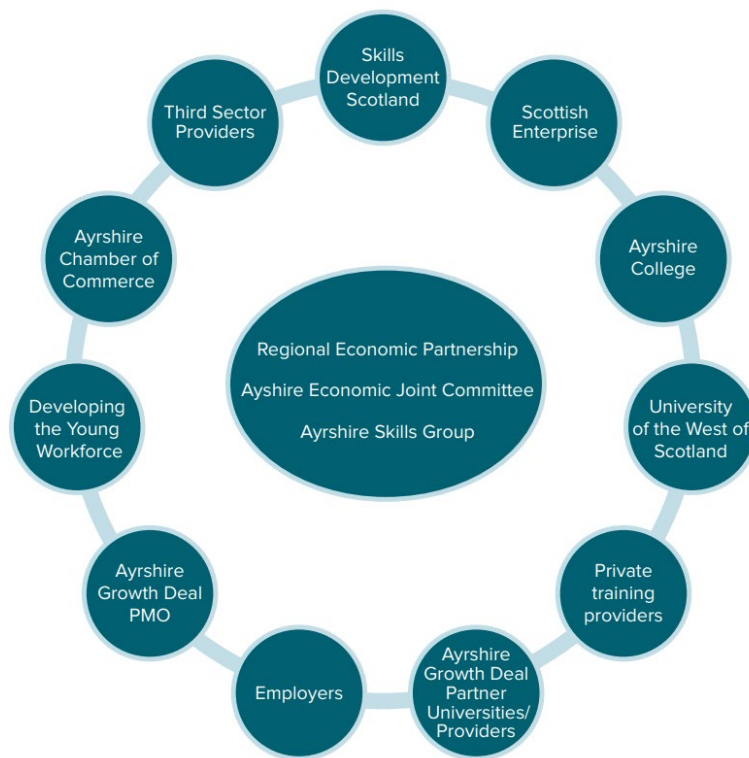 Skills
Development
Scotland
Scottish
Enterprise
Ayrshire
College
University
of the West of
Scotland
Private
training
providers
Ayrshire
Growth Deal
Partner
Universities/
Providers
Employers
Ayrshire
Growth Deal
PMO
Developing
the Young
Workforce
Ayrshire
Chamber of
Commerce
Third Sector
Providers
Regional Economic Partnership
Ayshire Economic Joint Committee
Ayrshire Skills Group